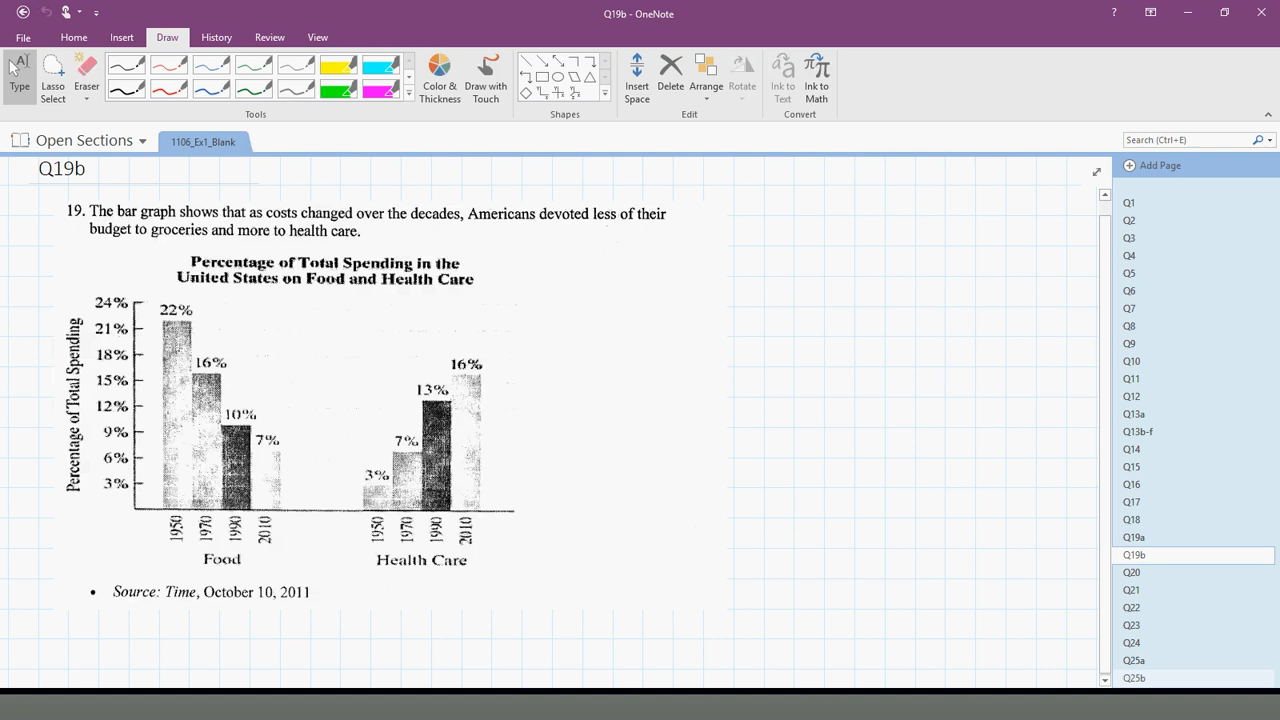 Q19b - OneNote
?
File
Home
Insert
Draw
History
Review
View
Type
Lasso Select
Eraser
Color & Thickness
Draw with Touch
Insert Space
Delete
Arrange
Rotate
Ink to Text
Ink to Math
Tools
Shapes
Edit
Convert
Open Sections
1106_Ex1_Blank
Search (Ctrl+E)
Q19b
Add Page
19. The bar graph shows that as costs changed over the decades, Americans devoted less of their
budget to groceries and more to health care.
Percentage of Total Spending in the
United States on Food and Health Care
Percentage of Total Spending
24%
21%
18%
15%
12%
9%
6%
3%
22%
16%
10%
7%
3%
7%
13%
16%
1950
1970
1990
2010
1950
1970
1990
2010
Food
Health Care
• Source: Time, October 10, 2011
Q1
Q2
Q3
Q4
Q5
Q6
Q7
Q8
Q9
Q10
Q11
Q12
Q13a
Q13b-f
Q14
Q15
Q16
Q17
Q18
Q19a
Q19b
Q20
Q21
Q22
Q23
Q24
Q25a
Q25b